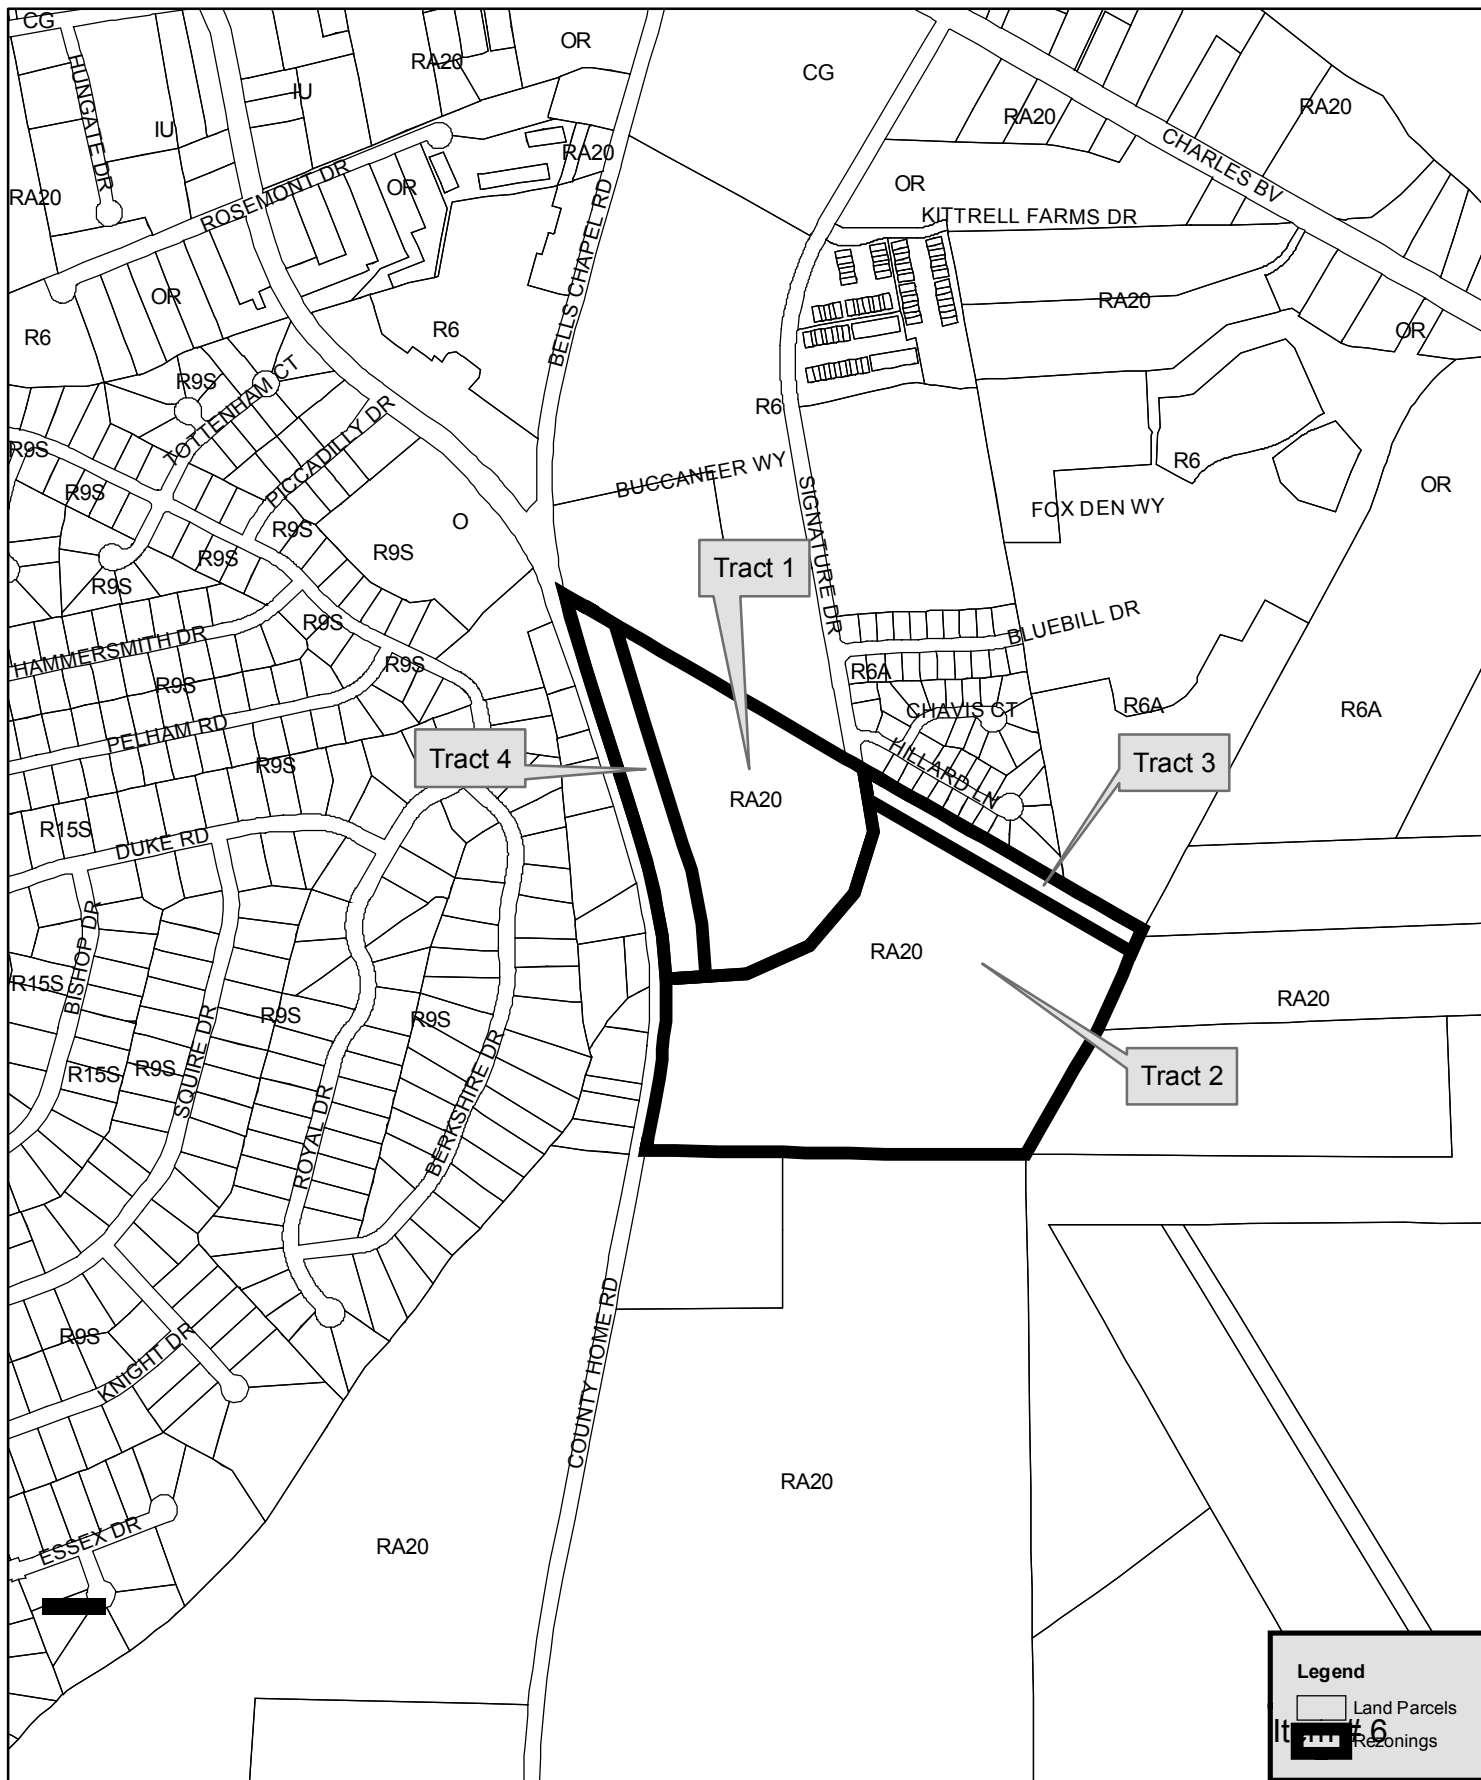 CG
HUNGATE DR
IU
IU
RA20
OR
CG
RA20
RA20
CHARLES BV
RA20
ROSEMONT DR
OR
RA20
BELLS CHAPEL RD
OR
KITTRELL FARMS DR
OR
R6
R6
RA20
OR
R9S
TOTTENHAM CT
PICCADILLY DR
R6
R9S
R9S
BUCCANEER WY
SIGNATURE DR
R6
OR
FOX DEN WY
O
R9S
R9S
R9S
R9S
Tract 1
HAMMERSMITH DR
R9S
R9S
R9S
BLUEBILL DR
R6A
CHAVIS CT
R6A
R6A
PELHAM RD
R9S
Tract 4
HILLARD LN
Tract 3
RA20
R15S
DUKE RD
BISHOP DR
R15S
RA20
RA20
R9S
R9S
SQUIRE DR
R15S
R9S
ROYAL DR
BERKSHIRE DR
Tract 2
R9S
KNIGHT DR
COUNTY HOME RD
RA20
RA20
ESSEX DR
Legend
Land Parcels
Rezonings
Item # 6